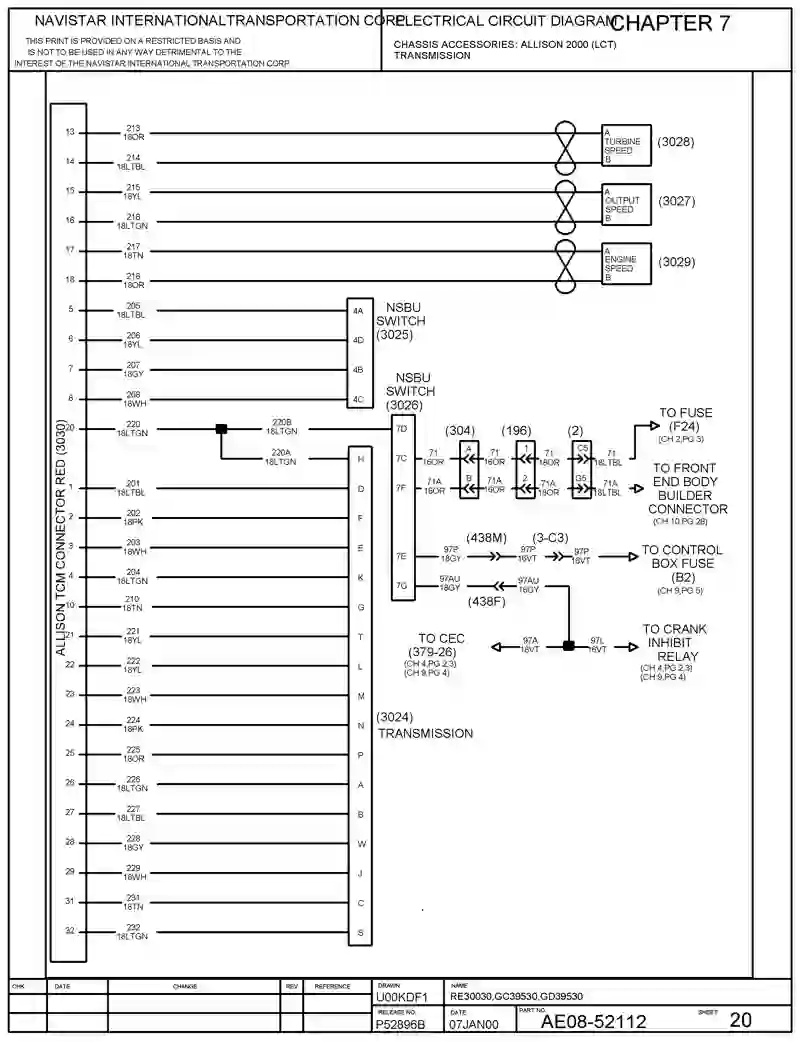 NAVISTAR INTERNATIONALTRANSPORTATION CORP.
ELECTRICAL CIRCUIT DIAGRAM
CHAPTER 7
THIS PRINT IS PROVIDED ON A RESTRICTED BASIS AND
IS NOT TO BE USED IN ANY WAY DETRIMENTAL TO THE
INTEREST OF THE NAVISTAR INTERNATIONAL TRANSPORTATION CORP
CHASSIS ACCESSORIES: ALLISON 2000 (LCT)
TRANSMISSION
ALLISON TCM CONNECTOR RED (3030)
13 213 18OR A
TURBINE
SPEED
(3028)
14 214 18LTBL B
15 215 18YL A
OUTPUT
SPEED
(3027)
16 216 18LTGN B
17 217 18TN A
ENGINE
SPEED
(3029)
18 218 18OR B
5 205 18LTBL 4A
6 206 18YL 4D
7 207 18GY 4B
8 208 18WH 4C
NSBU
SWITCH
(3025)
NSBU
SWITCH
(3026)
20 220 18LTGN 220B 18LTGN 7D
220A 18LTGN H
(304) (196) (2)
7C 71 16OR A 71 16OR 1 71 18OR C5 71 18LTBL
TO FUSE
(F24)
(CH 2,PG 3)
7F 71A 16OR B 71A 16OR 2 71A 18OR G5 71A 18LTBL
TO FRONT
END BODY
BUILDER
CONNECTOR
(CH 10,PG 28)
(438M) (3-C3)
7E 97P 18GY 97P 16VT 97P 16VT
TO CONTROL
BOX FUSE
(B2)
(CH 9,PG 5)
7G 97AU 18GY 97AU 16GY
(438F)
TO CEC
(379-26)
(CH 4,PG 2,3)
(CH 9,PG 4)
97A 18VT 97L 16VT
TO CRANK
INHIBIT
RELAY
(CH 4,PG 2,3)
(CH 9,PG 4)
1 201 18LTBL D
2 202 18PK F
3 203 18WH E
4 204 18LTGN K
10 210 18TN G
21 221 18YL T
22 222 18YL L
23 223 18WH M
24 224 18PK N
25 225 18OR P
26 226 18LTGN A
27 227 18LTBL B
28 228 18GY W
29 229 18WH J
31 231 18TN C
32 232 18LTGN S
(3024)
TRANSMISSION
CHK DATE CHANGE REV REFERENCE
DRAWN
U00KDF1
NAME
RE30030,GC39530,GD39530
RELEASE NO.
P52896B
DATE
07JAN00
PART NO.
AE08-52112
SHEET
20